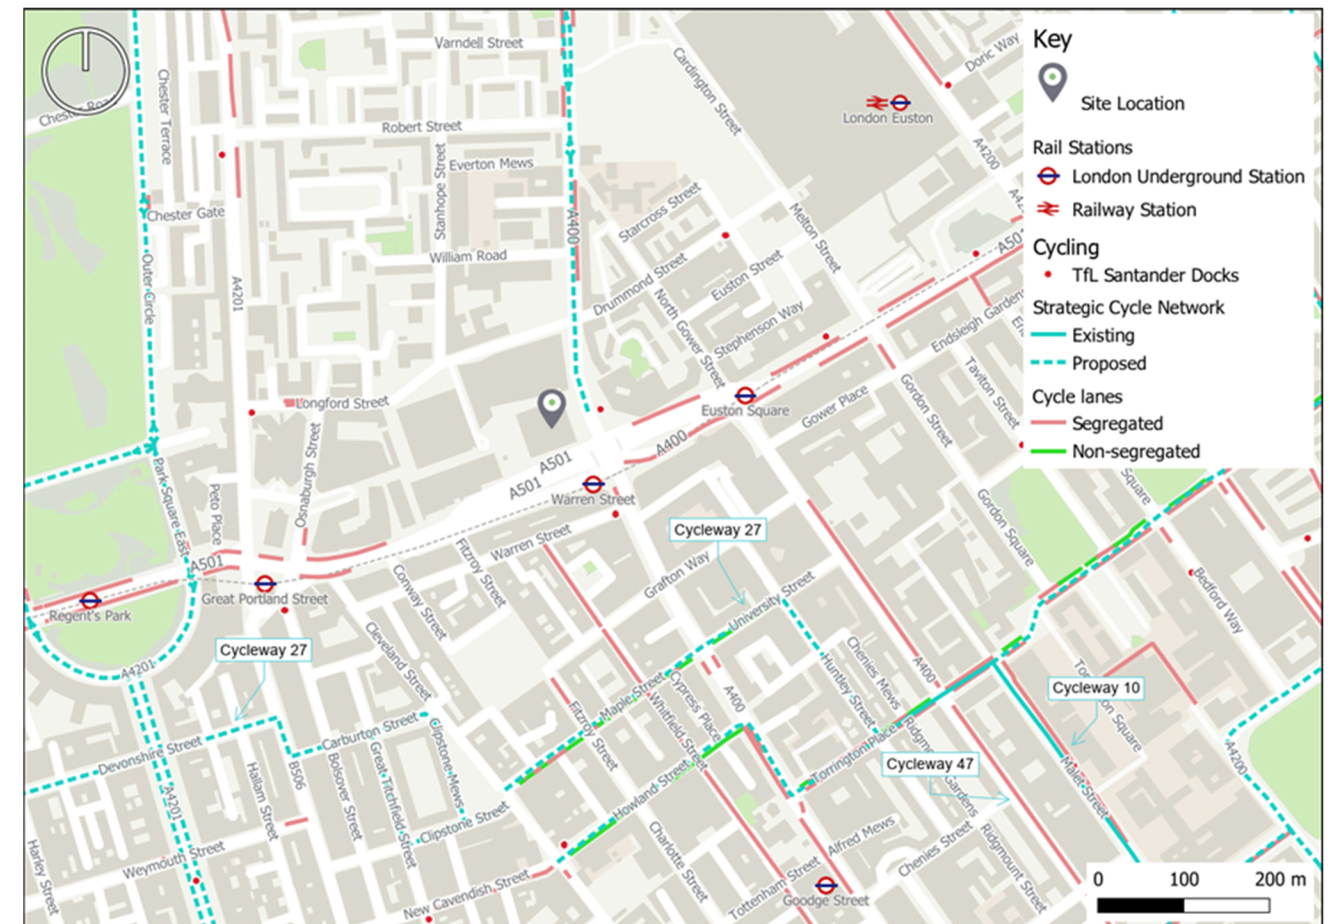 Varndell Street
Cardington Street
Doric Way
Chester Road
Chester Terrace
London Euston
Robert Street
Everton Mews
Stanhope Street
A4200
Chester Gate
Starcross Street
A400
Melton Street
A501
William Road
Outer Circle
A4201
Drummond Street
Euston Street
North Gower Street
Stephenson Way
Endsleigh Gardens
Longford Street
Euston Square
Gower Place
Gordon Street
Taviton Street
A400
Osnaburgh Street
A501
A501
Warren Street
Park Square East
Peto Place
Square
Gordon Square
Cycleway 27
Warren Street
Fitzroy Street
Grafton Way
A501
Great Portland Street
Regent's Park
Conway Street
University Street
Bedford Way
Cleveland Street
Cycleway 27
A4201
Chenies Mews
Huntley Street
A400
Cycleway 10
Maple Street
Cypress Place
Whitfield Street
A400
Fitzroy Street
Square
Devonshire Street
Carburton Street
Clipstone Mews
Torrington Place
Cycleway 47
Gardens
A4200
Hallam Street
B506
Bolsover Street
Great Titchfield Street
A4201
Malet Street
Clipstone Street
Howland Street
Charlotte Street
Alfred Mews
Chenies Street
Ridgmount Street
Harley Street
Weymouth Street
New Cavendish Street
Tottenham Street
Goodge Street
Key
Site Location
Rail Stations
London Underground Station
Railway Station
Cycling
TfL Santander Docks
Strategic Cycle Network
Existing
Proposed
Cycle lanes
Segregated
Non-segregated
0 100 200 m